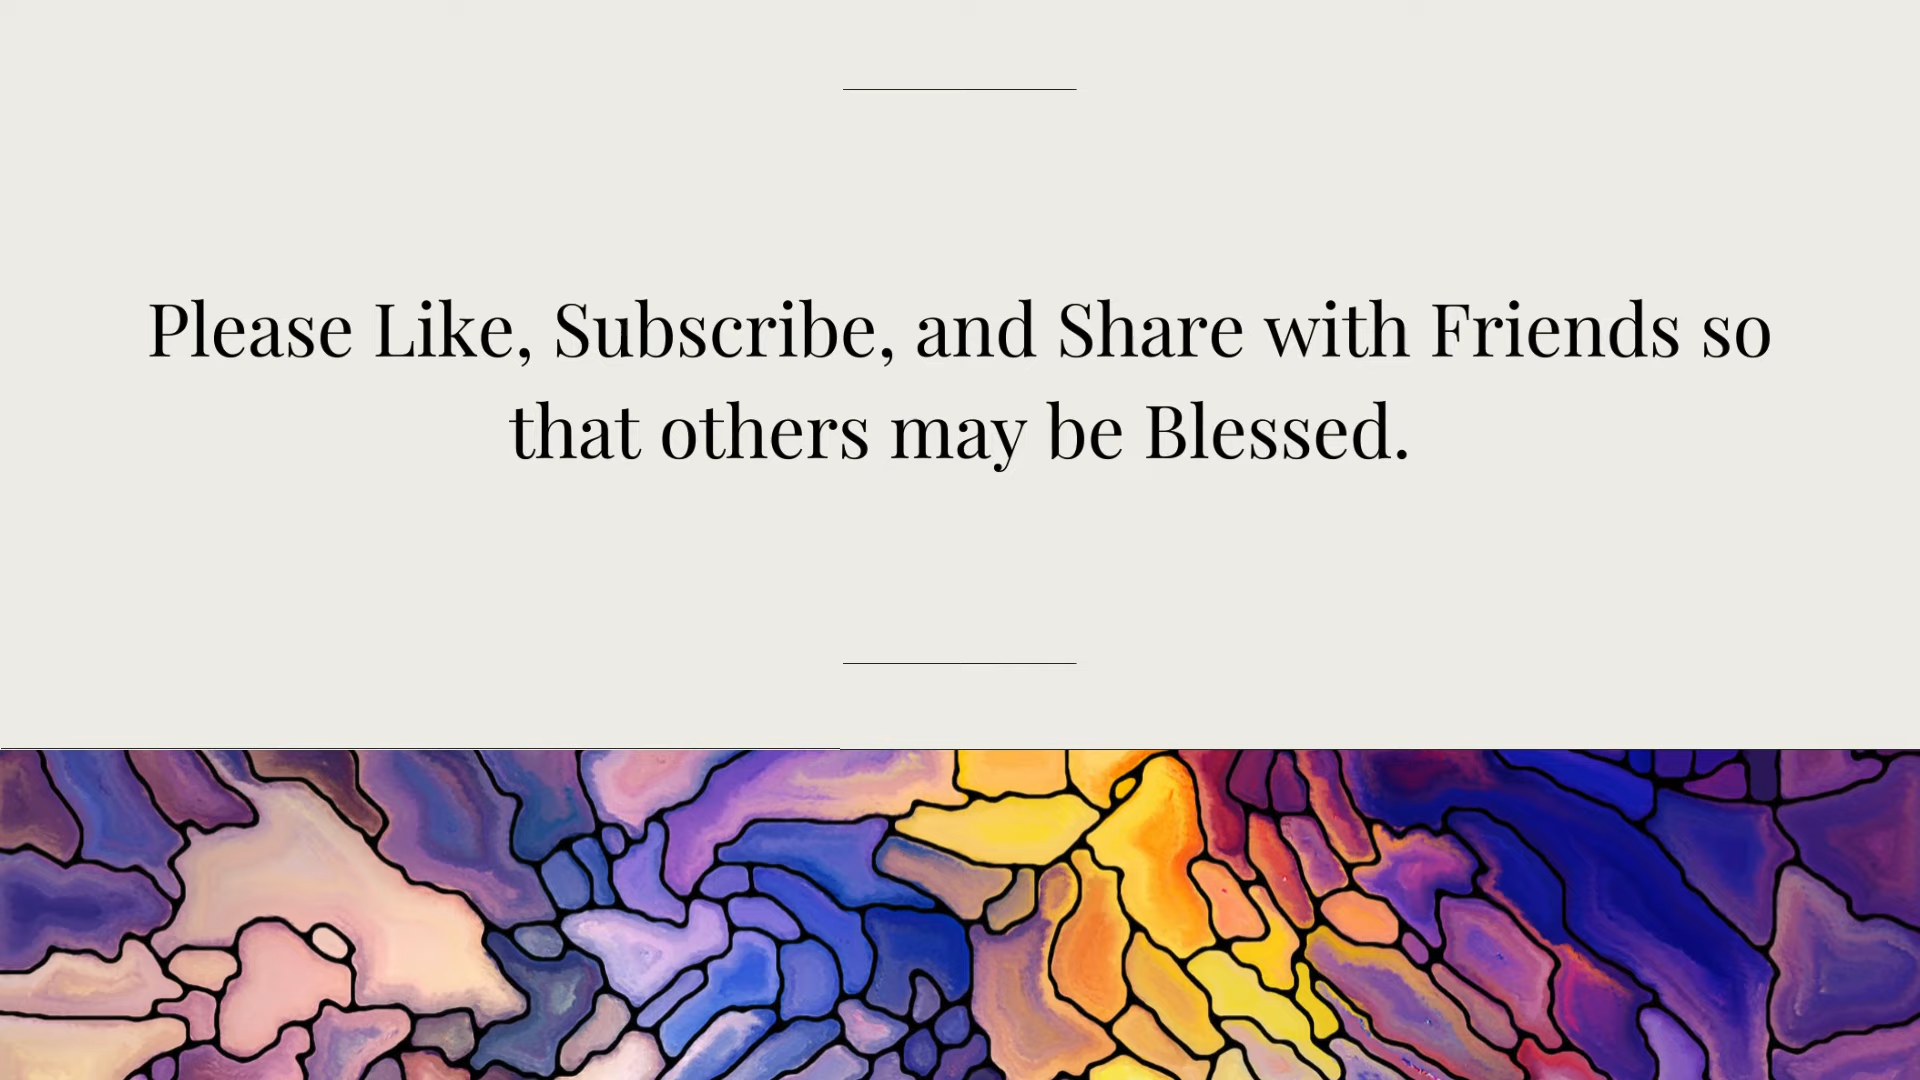 Please Like, Subscribe, and Share with Friends so
that others may be Blessed.